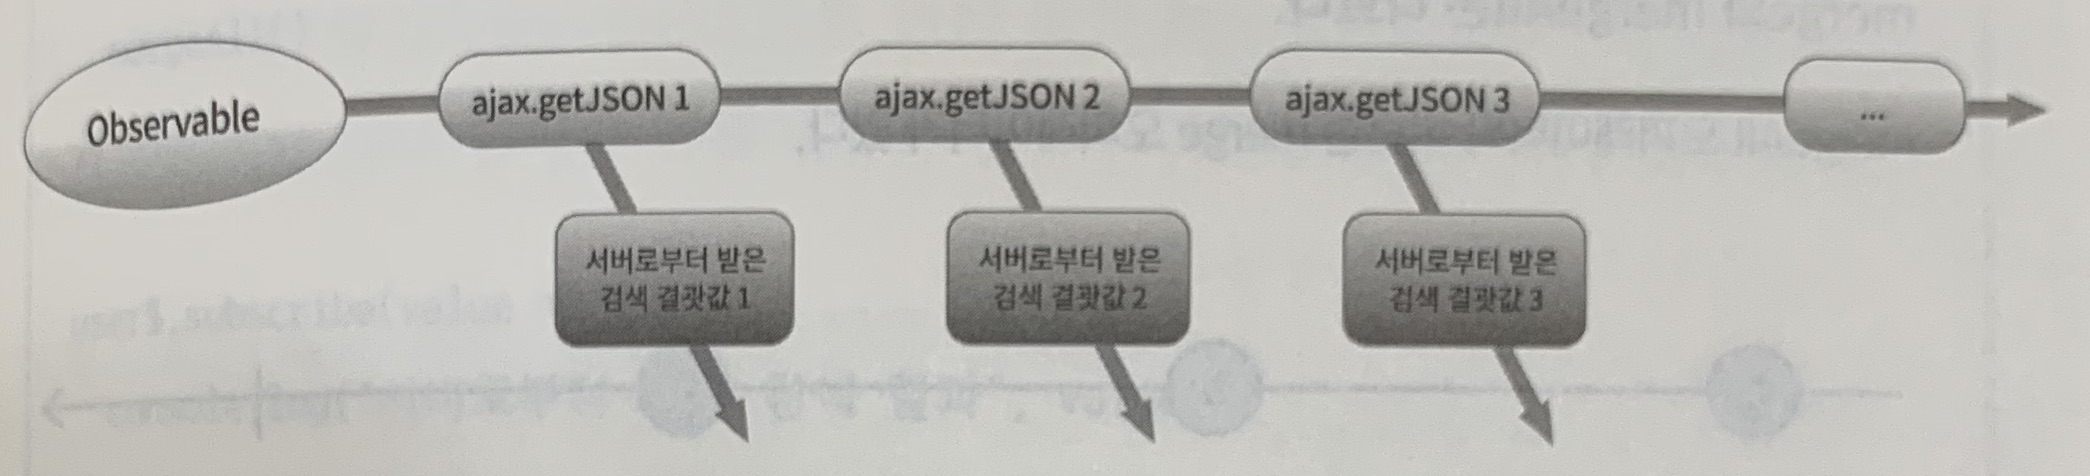 Observable
ajax.getJSON 1
ajax.getJSON 2
ajax.getJSON 3
...
서버로부터 받은
검색 결괏값 1
서버로부터 받은
검색 결괏값 2
서버로부터 받은
검색 결괏값 3